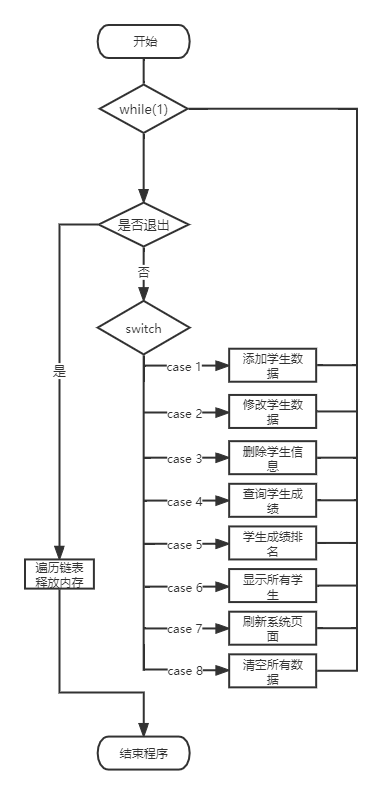 开始
while(1)
是否退出
否
switch
是
case 1
添加学生数
据
case 2
修改学生数
据
case 3
删除学生信
息
case 4
查询学生成
绩
case 5
学生成绩排
名
case 6
显示所有学
生
case 7
刷新系统页
面
case 8
清空所有数
据
遍历链表
释放内存
结束程序